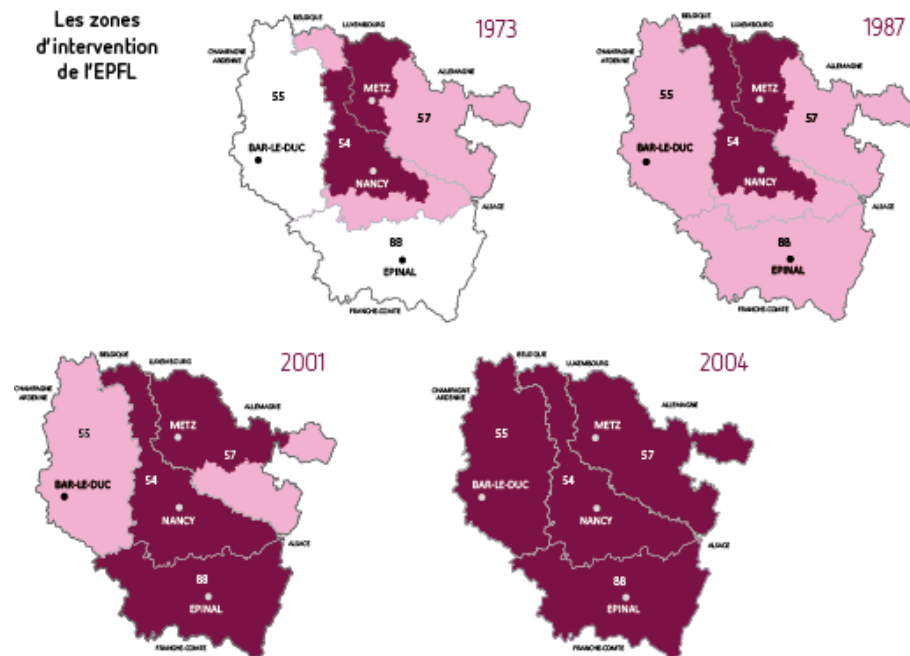 Les zones
d'intervention
de l'EPFL
1973
BELGIQUE
LUXEMBOURG
CHAMPAGNE
ARDENNE
ALLEMAGNE
55
METZ
57
BAR-LE-DUC
54
NANCY
ALSACE
88
EPINAL
FRANCHE-COMTE
1987
BELGIQUE
LUXEMBOURG
CHAMPAGNE
ARDENNE
ALLEMAGNE
55
METZ
57
BAR-LE-DUC
54
NANCY
ALSACE
88
EPINAL
FRANCHE-COMTE
2001
BELGIQUE
LUXEMBOURG
CHAMPAGNE
ARDENNE
ALLEMAGNE
55
METZ
57
BAR-LE-DUC
54
NANCY
ALSACE
88
EPINAL
FRANCHE-COMTE
2004
BELGIQUE
LUXEMBOURG
CHAMPAGNE
ARDENNE
ALLEMAGNE
55
METZ
57
BAR-LE-DUC
54
NANCY
ALSACE
88
EPINAL
FRANCHE-COMTE